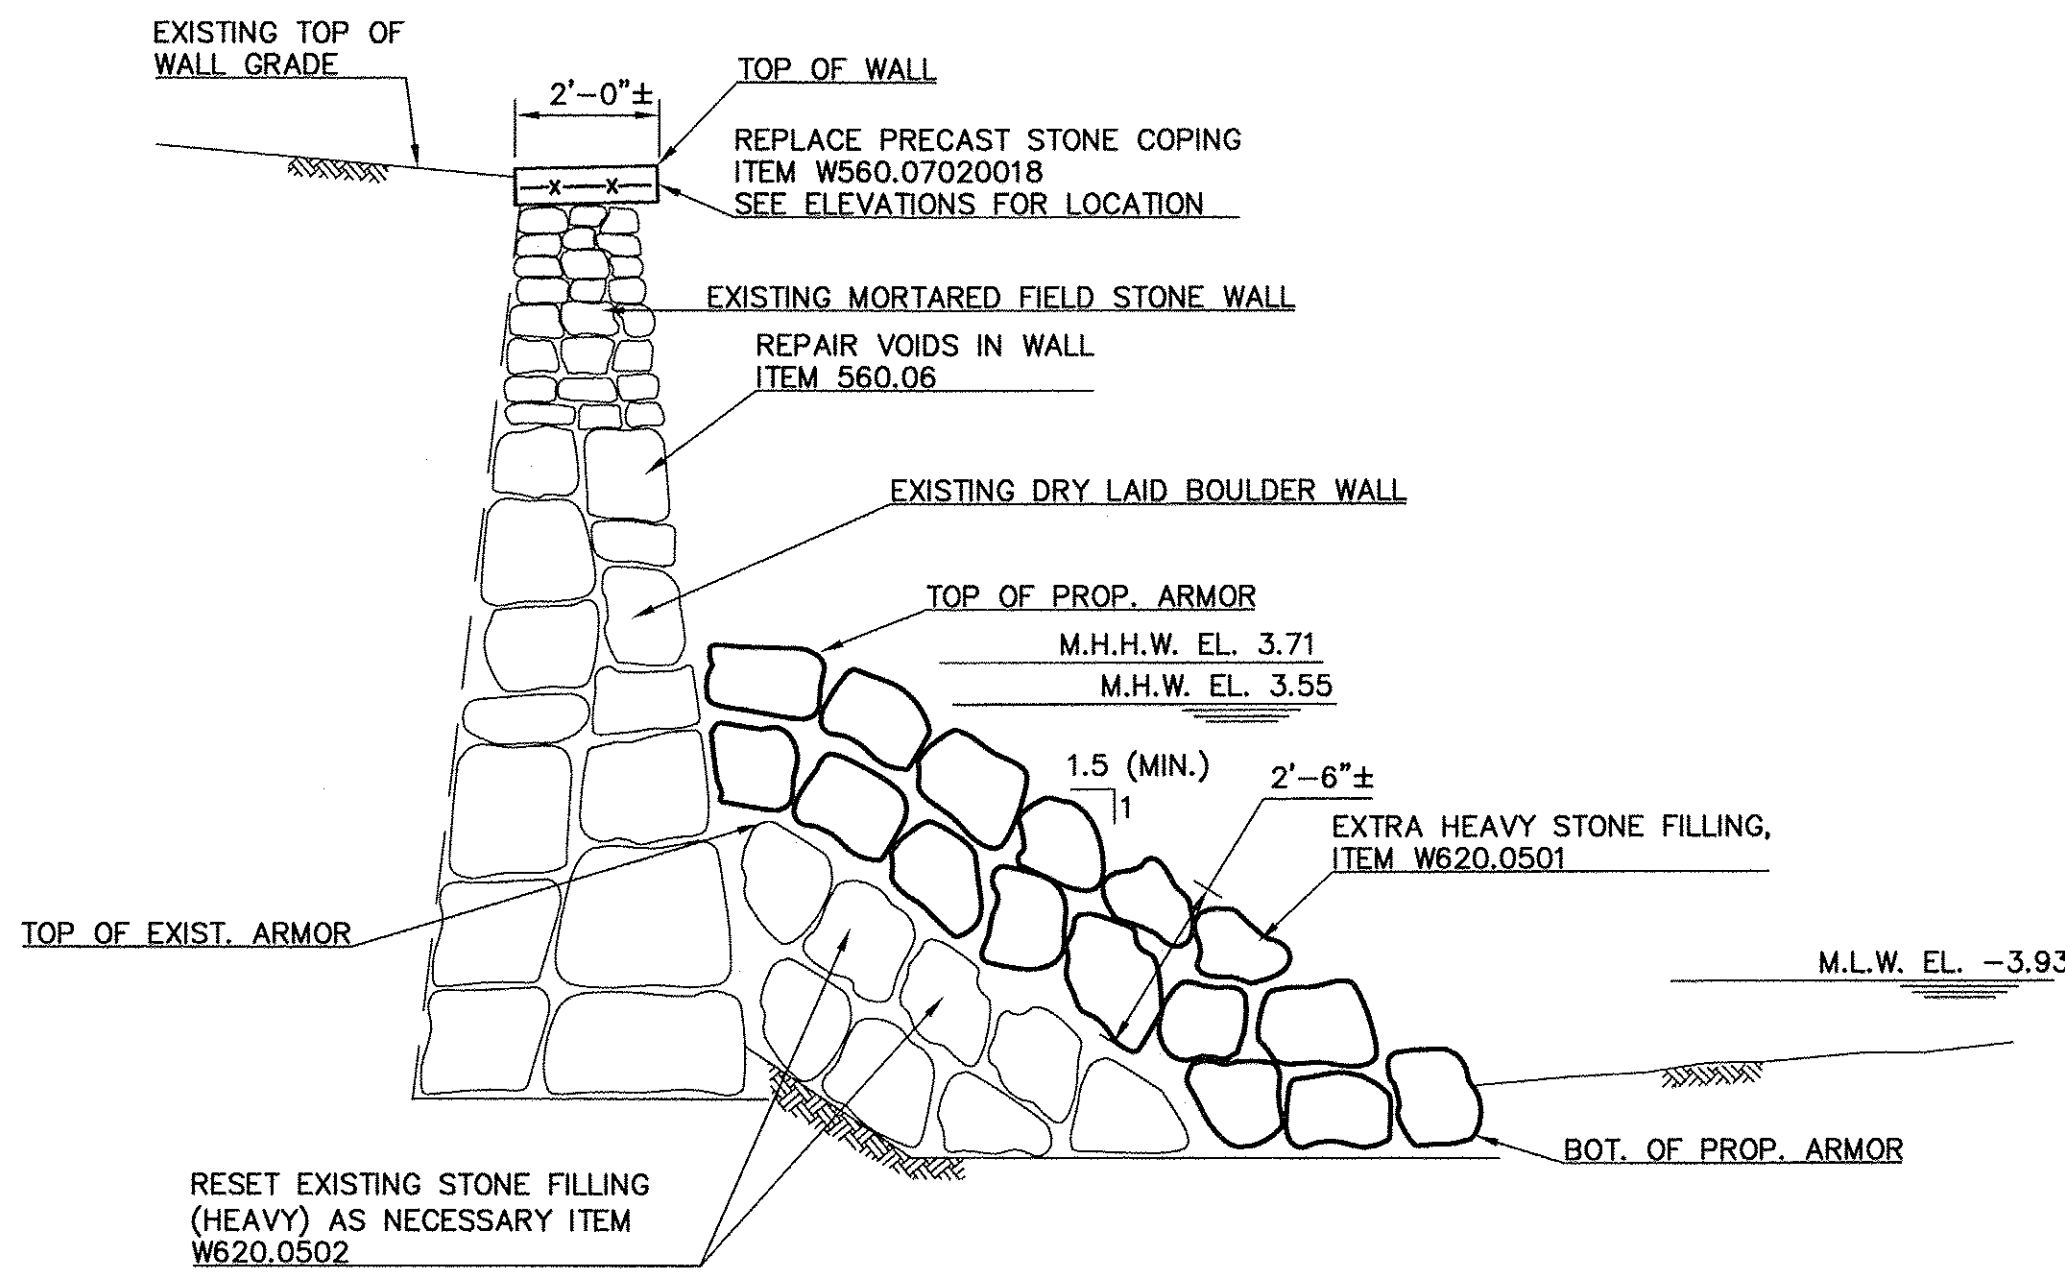 EXISTING TOP OF
WALL GRADE
2'-0"±
TOP OF WALL
REPLACE PRECAST STONE COPING
ITEM W560.07020018
SEE ELEVATIONS FOR LOCATION
x x
EXISTING MORTARED FIELD STONE WALL
REPAIR VOIDS IN WALL
ITEM 560.06
EXISTING DRY LAID BOULDER WALL
TOP OF PROP. ARMOR
M.H.H.W. EL. 3.71
M.H.W. EL. 3.55
1.5 (MIN.)
1
2'-6"±
EXTRA HEAVY STONE FILLING,
ITEM W620.0501
TOP OF EXIST. ARMOR
M.L.W. EL. -3.93
BOT. OF PROP. ARMOR
RESET EXISTING STONE FILLING
(HEAVY) AS NECESSARY ITEM
W620.0502